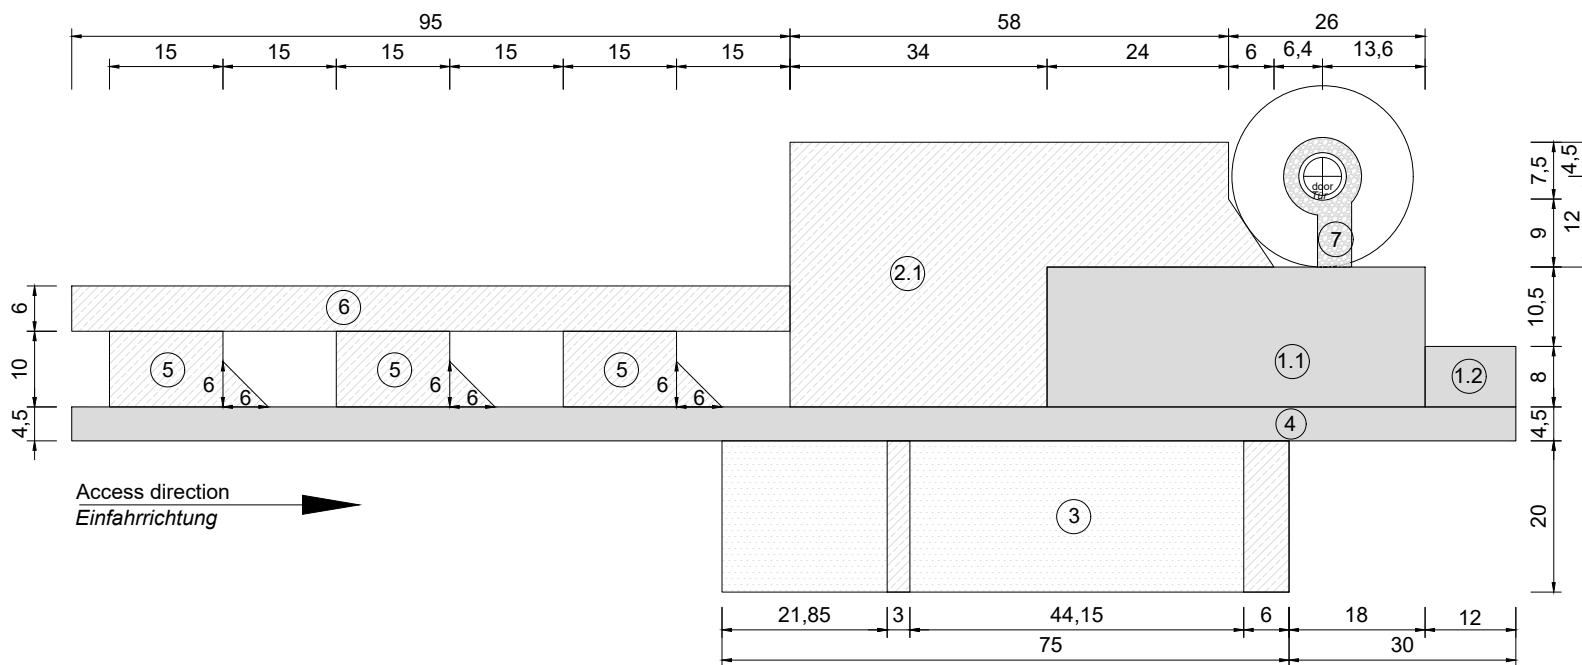 95 58 26
15 15 15 15 15 15 34 24 6 6,4 13,6
7,5 4,5
door
Tür
9 12
7
2.1
6 6 10,5
10 5 6 6 5 6 6 5 6 6 1.1 1.2 8
4,5 4 4,5
Access direction
Einfahrrichtung
3 20
21,85 3 44,15 6 18 12
75 30